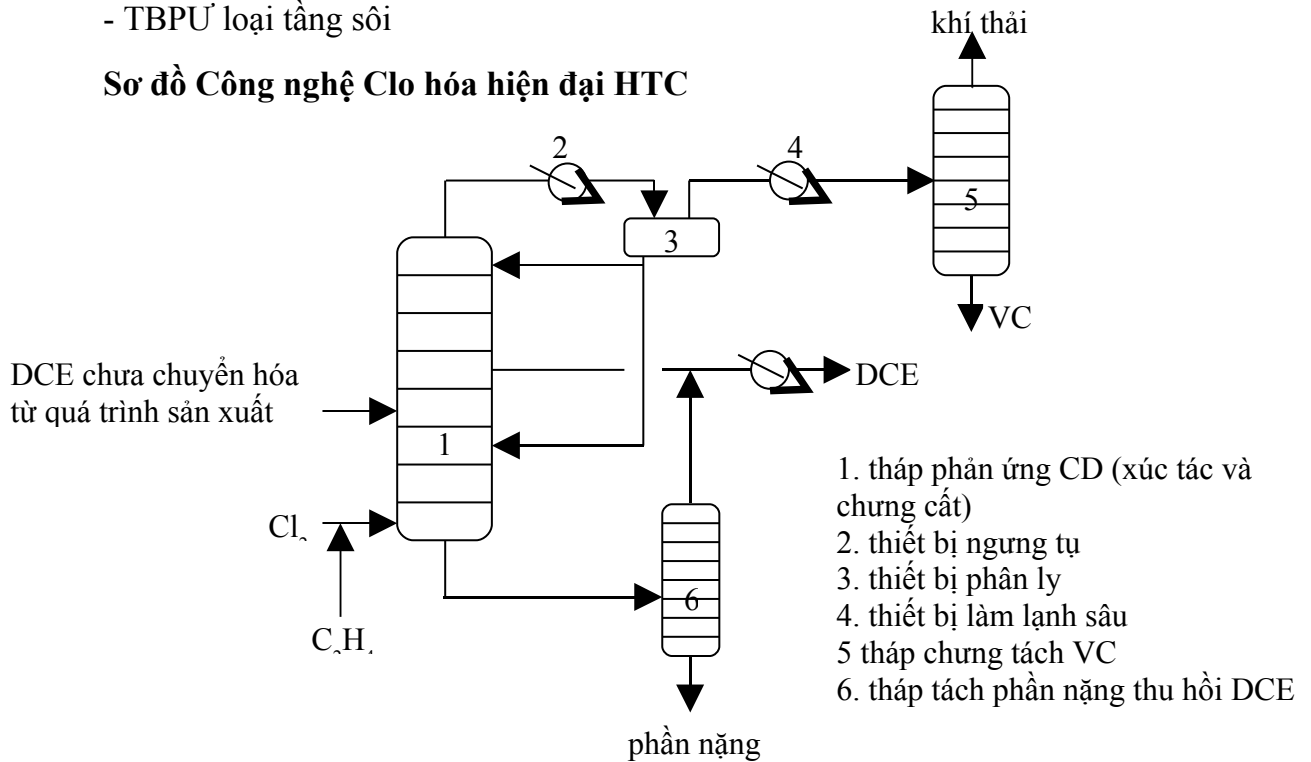 - TBPƯ loại tầng sôi
khí thải
Sơ đồ Công nghệ Clo hóa hiện đại HTC
2
4
5
3
VC
DCE chưa chuyển hóa
từ quá trình sản xuất
DCE
1
1. tháp phản ứng CD (xúc tác và
chưng cất)
Cl₂
2. thiết bị ngưng tụ
3. thiết bị phân ly
6
4. thiết bị làm lạnh sâu
C₂H₄
5 tháp chưng tách VC
6. tháp tách phần nặng thu hồi DCE
phần nặng